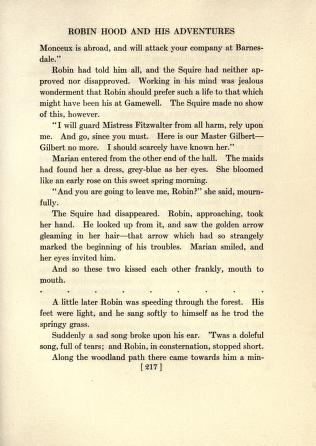 ROBIN HOOD AND HIS ADVENTURES
Monceux is abroad, and will attack your company at Barnes-
dale."
Robin had told him all, and the Squire had neither ap-
proved nor disapproved. Working in his mind was jealous
wonderment that Robin should prefer such a life to that which
might have been his at Gamewell. The Squire made no show
of this, however.
"I will guard Mistress Fitzwalter from all harm, rely upon
me. And go, since you must. Here is our Master Gilbert—
Gilbert no more. I should scarcely have known her."
Marian entered from the other end of the hall. The maids
had found her a dress, grey-blue as her eyes. She bloomed
like an early rose on this sweet spring morning.
"And you are going to leave me, Robin?" she said, mourn-
fully.
The Squire had disappeared. Robin, approaching, took
her hand. He looked up from it, and saw the golden arrow
gleaming in her hair—that arrow which had so strangely
marked the beginning of his troubles. Marian smiled, and
her eyes invited him.
And so these two kissed each other frankly, mouth to
mouth.
. . . . . . . .
A little later Robin was speeding through the forest. His
feet were light, and he sang softly to himself as he trod the
springy grass.
Suddenly a sad song broke upon his ear. 'Twas a doleful
song, full of tears; and Robin, in consternation, stopped short.
Along the woodland path there came towards him a min-
[ 217 ]